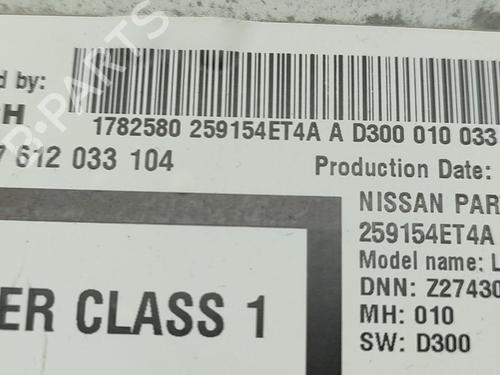 d by:
H
1782580 259154ET4A A D300 010 033
7 612 033 104
Production Date:
NISSAN PAR
259154ET4A
Model name: L
ER CLASS 1
DNN: Z27430
MH: 010
SW: D300